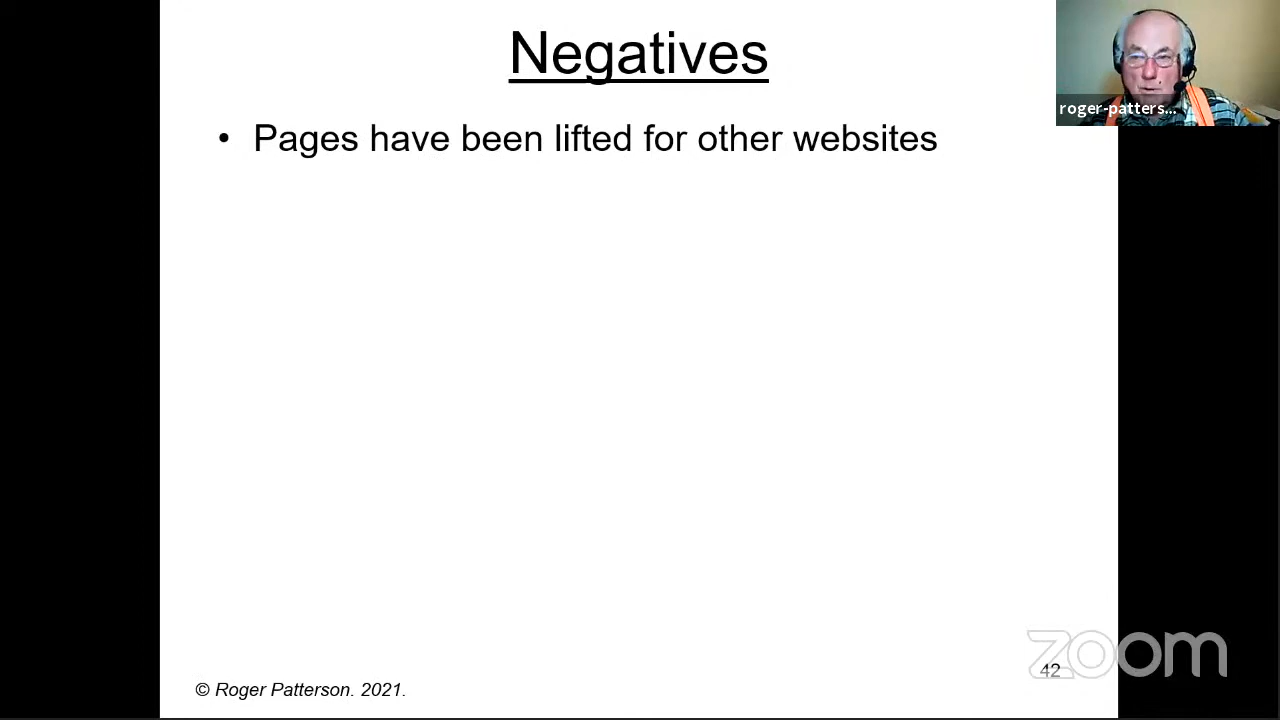 Negatives
roger-patters...
• Pages have been lifted for other websites
zoom
42
© Roger Patterson. 2021.